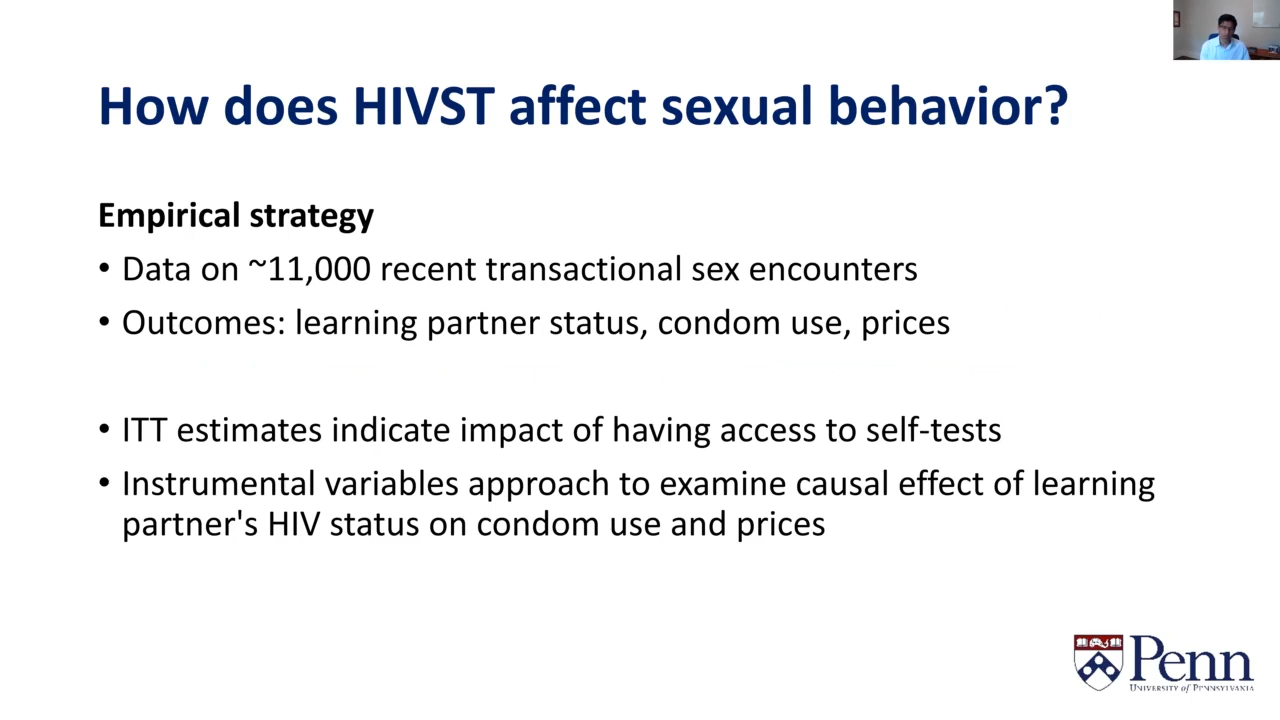 How does HIVST affect sexual behavior?
Empirical strategy
• Data on ~11,000 recent transactional sex encounters
• Outcomes: learning partner status, condom use, prices
• ITT estimates indicate impact of having access to self-tests
• Instrumental variables approach to examine causal effect of learning
partner's HIV status on condom use and prices
Penn
UNIVERSITY of PENNSYLVANIA